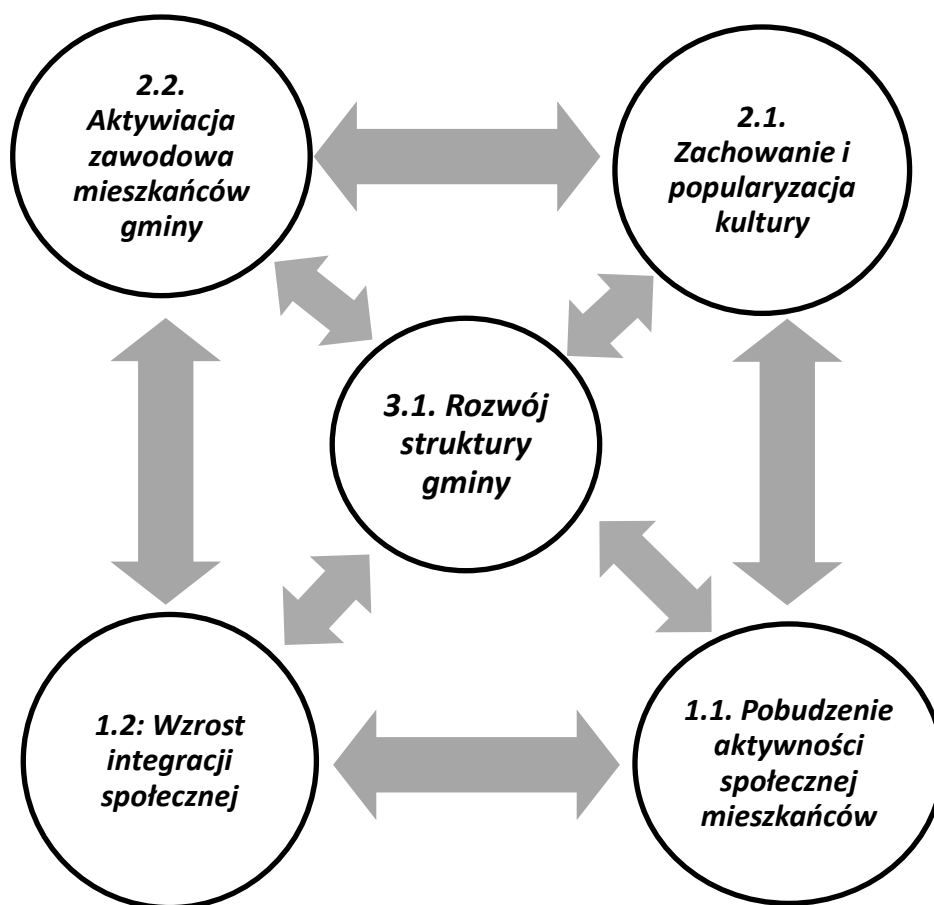 2.2.
Aktywiacja
zawodowa
mieszkańców
gminy
2.1.
Zachowanie i
popularyzacja
kultury
3.1. Rozwój
struktury
gminy
1.2: Wzrost
integracji
społecznej
1.1. Pobudzenie
aktywności
społecznej
mieszkańców